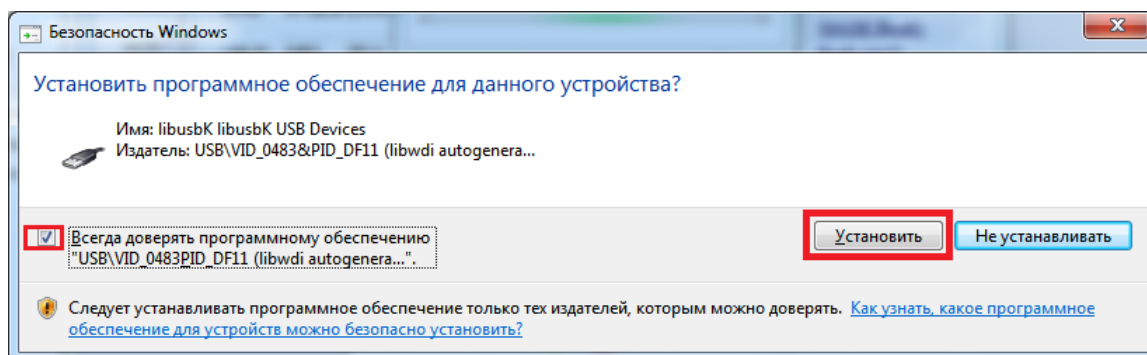 Безопасность Windows
Установить программное обеспечение для данного устройства?
Имя: libusbK libusbK USB Devices
Издатель: USB\VID_0483&PID_DF11 (libwdi autogenera...
Всегда доверять программному обеспечению
"USB\VID_0483PID_DF11 (libwdi autogenera...".
Установить
Не устанавливать
Следует устанавливать программное обеспечение только тех издателей, которым можно доверять. Как узнать, какое программное
обеспечение для устройств можно безопасно установить?